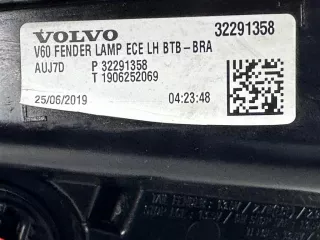 VOLVO 32291358
V60 FENDER LAMP ECE LH BTB-BRA
AUJ7D P 32291358
T 1906252069
25/06/2019 04:23:48